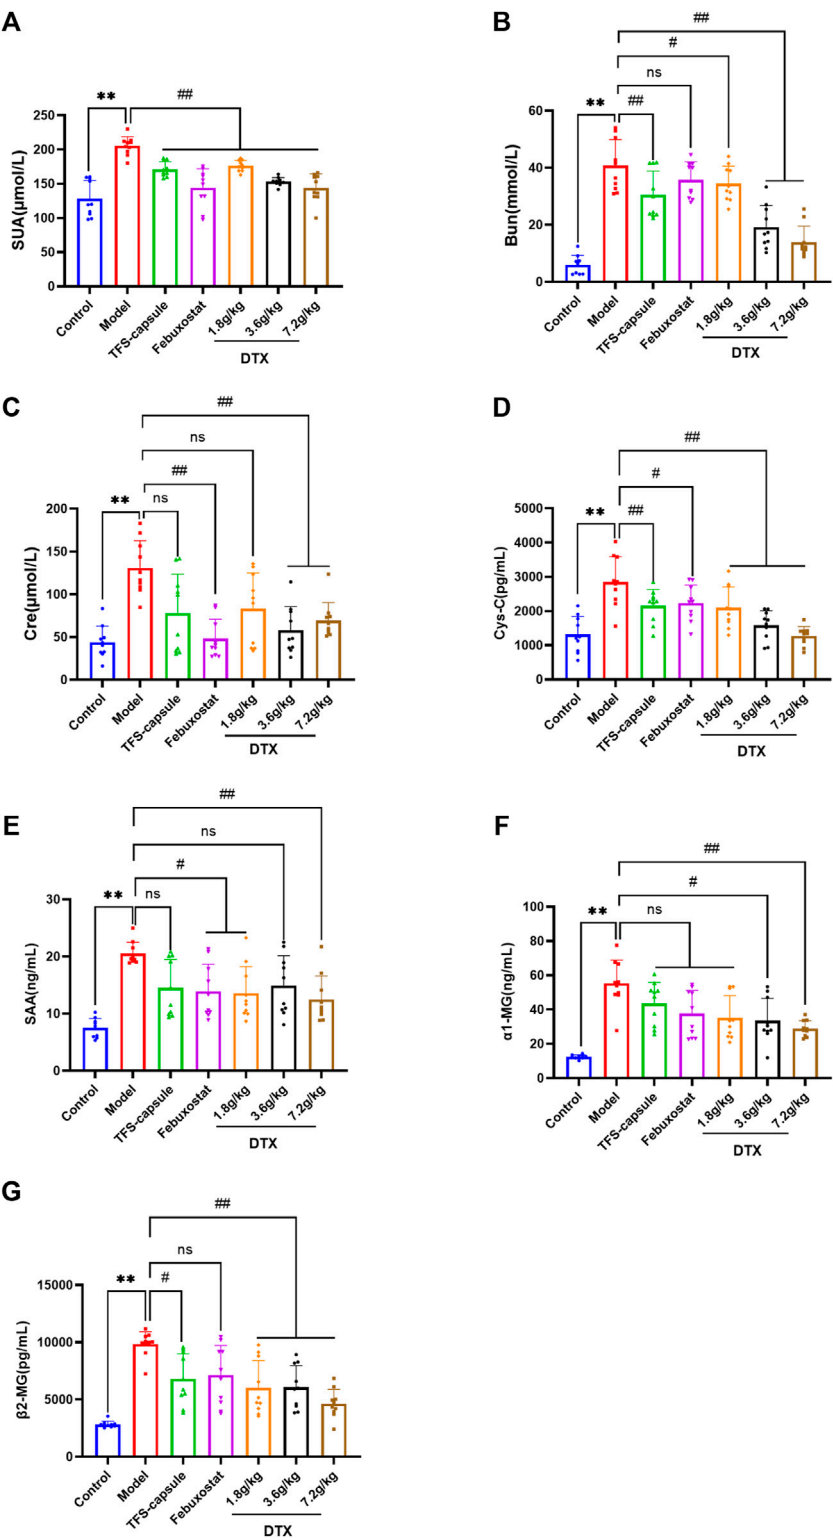 A
SUA(μmol/L)
250
200
150
100
50
0
**
##
Control
Model
TFS-capsule
Febuxostat
1.8g/kg
3.6g/kg
7.2g/kg
DTX
B
Bun(mmol/L)
60
40
20
0
##
#
ns
**
##
Control
Model
TFS-capsule
Febuxostat
1.8g/kg
3.6g/kg
7.2g/kg
DTX
C
Cre(μmol/L)
200
150
100
50
0
##
ns
##
**
ns
Control
Model
TFS-capsule
Febuxostat
1.8g/kg
3.6g/kg
7.2g/kg
DTX
D
Cys-C(pg/mL)
5000
4000
3000
2000
1000
0
##
#
**
##
Control
Model
TFS-capsule
Febuxostat
1.8g/kg
3.6g/kg
7.2g/kg
DTX
E
SAA(ng/mL)
30
20
10
0
##
ns
#
**
ns
Control
Model
TFS-capsule
Febuxostat
1.8g/kg
3.6g/kg
7.2g/kg
DTX
F
α1-MG(ng/mL)
100
80
60
40
20
0
##
#
**
ns
Control
Model
TFS-capsule
Febuxostat
1.8g/kg
3.6g/kg
7.2g/kg
DTX
G
β2-MG(pg/mL)
15000
10000
5000
0
##
ns
**
#
Control
Model
TFS-capsule
Febuxostat
1.8g/kg
3.6g/kg
7.2g/kg
DTX